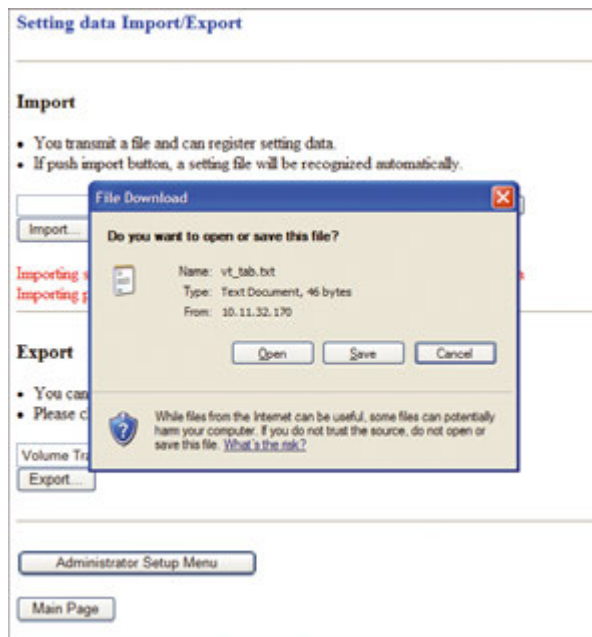 Setting data Import/Export
Import
• You transmit a file and can register setting data.
• If push import button, a setting file will be recognized automatically.
File Download
Import...
Do you want to open or save this file?
Importing
Name: vt_tab.txt
Type: Text Document, 46 bytes
Importing
From: 10.11.32.170
Open
Save
Cancel
Export
• You can
• Please
While files from the Internet can be useful, some files can potentially
harm your computer. If you do not trust the source, do not open or
save this file. What's the risk?
Volume
Export...
Administrator Setup Menu
Main Page